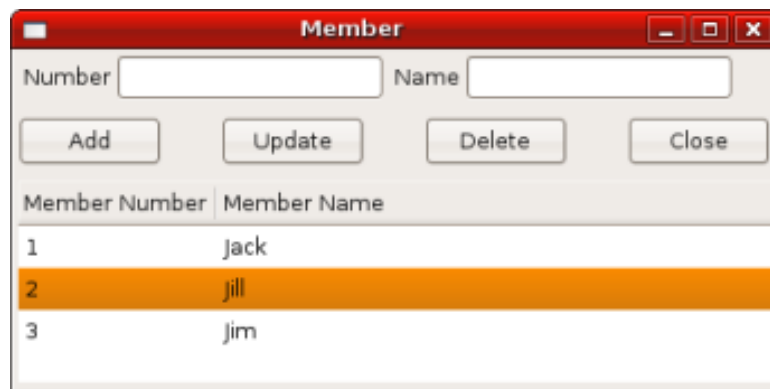 Member
Number Name
Add Update Delete Close
Member Number Member Name
1 Jack
2 Jill
3 Jim